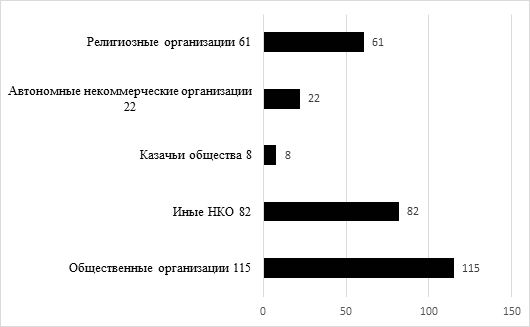 Религиозные организации 61
61
Автономные некоммерческие организации
22
22
Казачьи общества 8
8
Иные НКО 82
82
Общественные организации 115
115
0 50 100 150